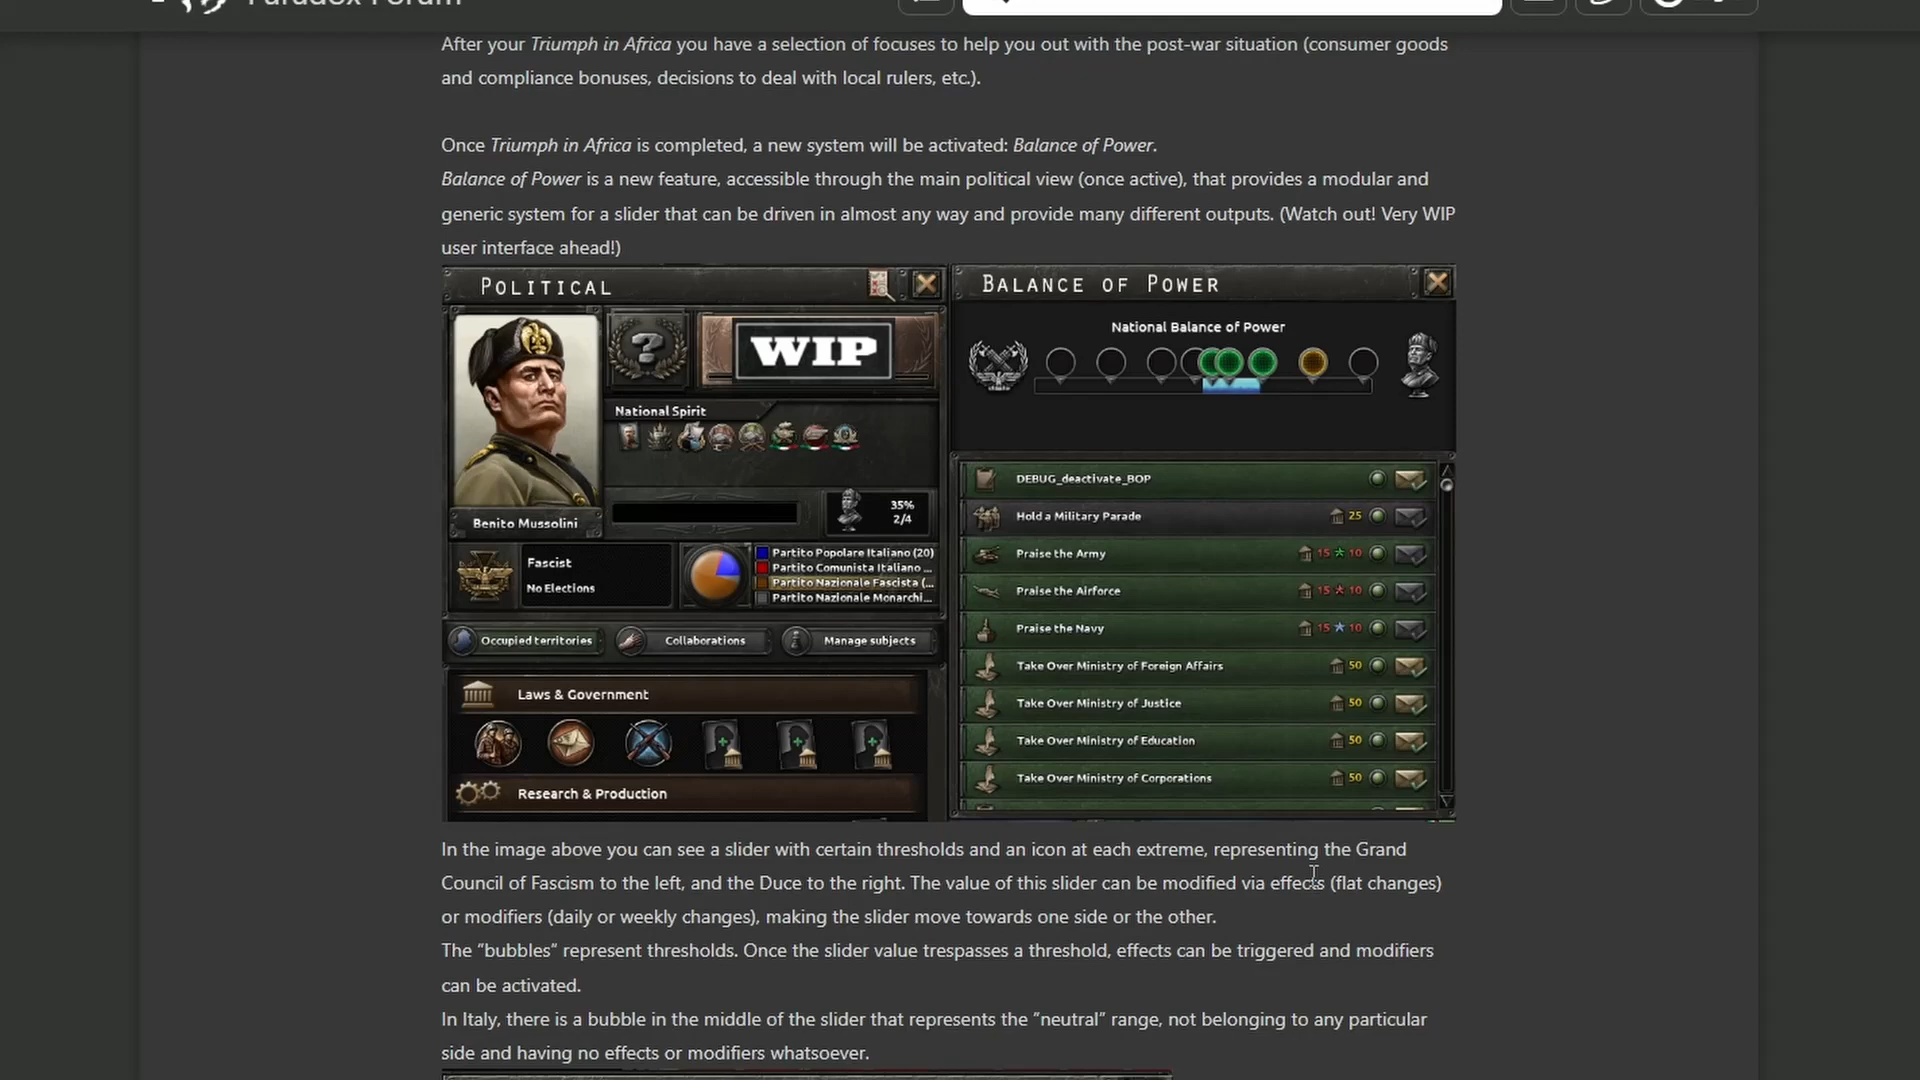 Paradox Forum
After your Triumph in Africa you have a selection of focuses to help you out with the post-war situation (consumer goods
and compliance bonuses, decisions to deal with local rulers, etc.).
Once Triumph in Africa is completed, a new system will be activated: Balance of Power.
Balance of Power is a new feature, accessible through the main political view (once active), that provides a modular and
generic system for a slider that can be driven in almost any way and provide many different outputs. (Watch out! Very WIP
user interface ahead!)
POLITICAL
WIP
National Spirit
35%
2/4
Benito Mussolini
Fascist
No Elections
Partito Popolare Italiano (20)
Partito Comunista Italiano ...
Partito Nazionale Fascista (...
Partito Nazionale Monarchi...
Occupied territories
Collaborations
Manage subjects
Laws & Government
Research & Production
BALANCE OF POWER
National Balance of Power
DEBUG_deactivate_BOP
Hold a Military Parade 25
Praise the Army 15 10
Praise the Airforce 15 10
Praise the Navy 15 10
Take Over Ministry of Foreign Affairs 50
Take Over Ministry of Justice 50
Take Over Ministry of Education 50
Take Over Ministry of Corporations 50
In the image above you can see a slider with certain thresholds and an icon at each extreme, representing the Grand
Council of Fascism to the left, and the Duce to the right. The value of this slider can be modified via effects (flat changes)
or modifiers (daily or weekly changes), making the slider move towards one side or the other.
The "bubbles" represent thresholds. Once the slider value trespasses a threshold, effects can be triggered and modifiers
can be activated.
In Italy, there is a bubble in the middle of the slider that represents the "neutral" range, not belonging to any particular
side and having no effects or modifiers whatsoever.